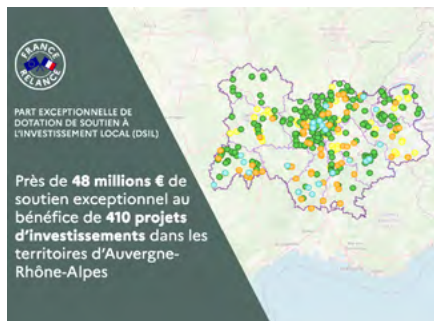 FRANCE
RELANCE
PART EXCEPTIONNELLE DE
DOTATION DE SOUTIEN À
L'INVESTISSEMENT LOCAL (DSIL)
Près de 48 millions € de
soutien exceptionnel au
bénéfice de 410 projets
d'investissements dans les
territoires d'Auvergne-
Rhône-Alpes